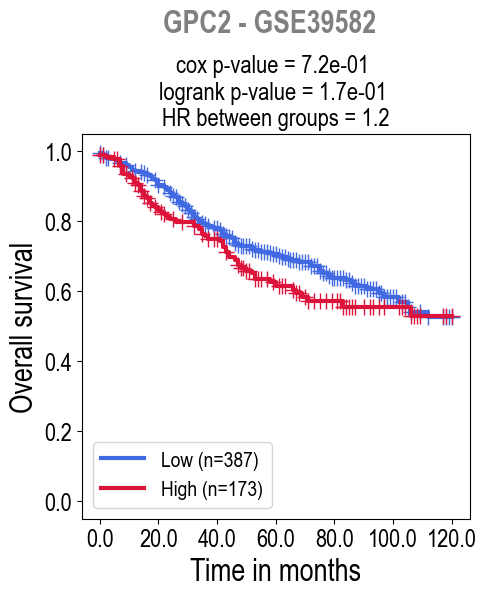 GPC2 - GSE39582
cox p-value = 7.2e-01
logrank p-value = 1.7e-01
HR between groups = 1.2
1.0
0.8
0.6
0.4
0.2
0.0
Overall survival
Low (n=387)
High (n=173)
0.0 20.0 40.0 60.0 80.0 100.0 120.0
Time in months